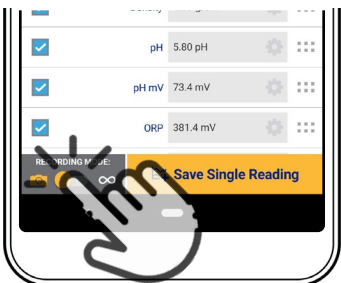 pH 5.80 pH
pH mV 73.4 mV
ORP 381.4 mV
RECORDING MODE:
Save Single Reading